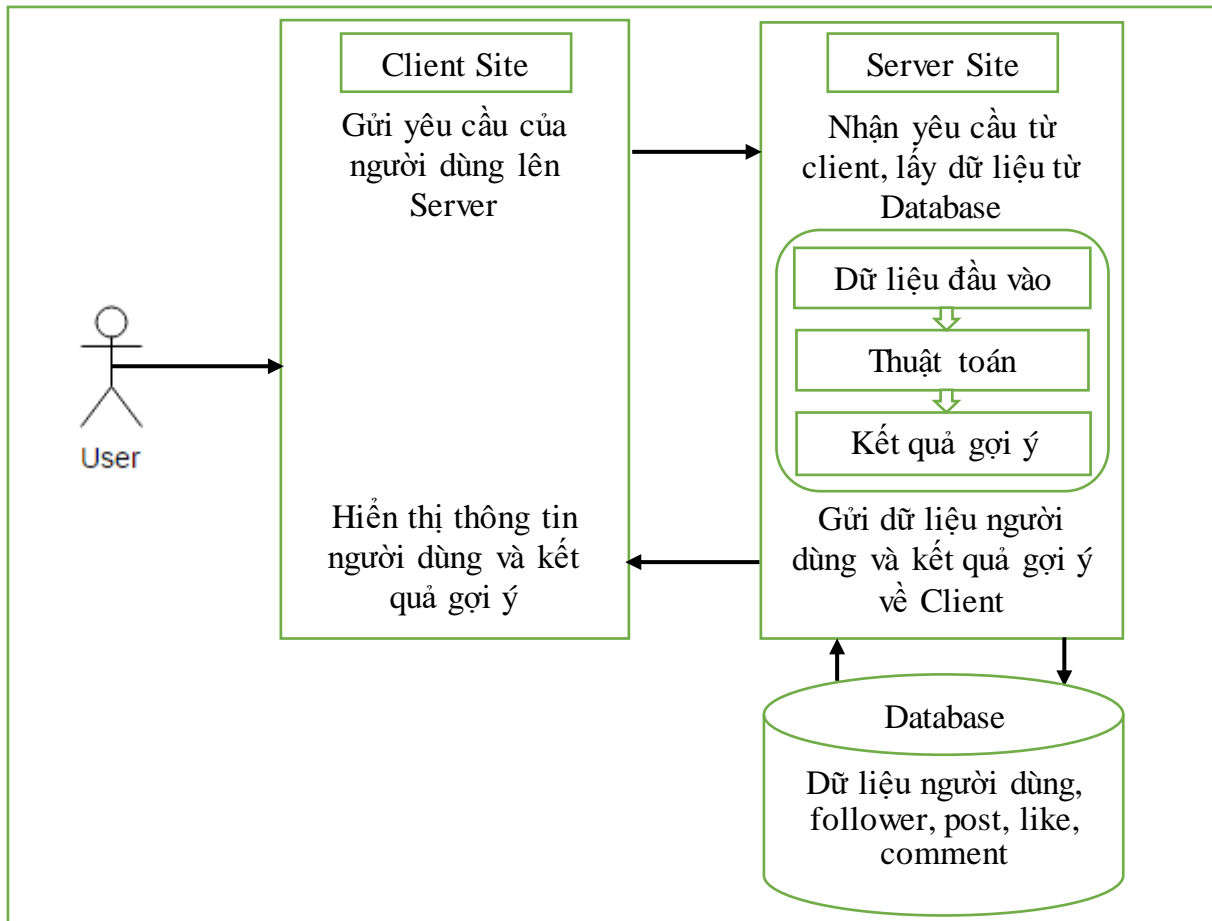 Client Site
Gửi yêu cầu của
người dùng lên
Server
Hiển thị thông tin
người dùng và kết
quả gợi ý
Server Site
Nhận yêu cầu từ
client, lấy dữ liệu từ
Database
Dữ liệu đầu vào
Thuật toán
Kết quả gợi ý
Gửi dữ liệu người
dùng và kết quả gợi ý
về Client
User
Database
Dữ liệu người dùng,
follower, post, like,
comment